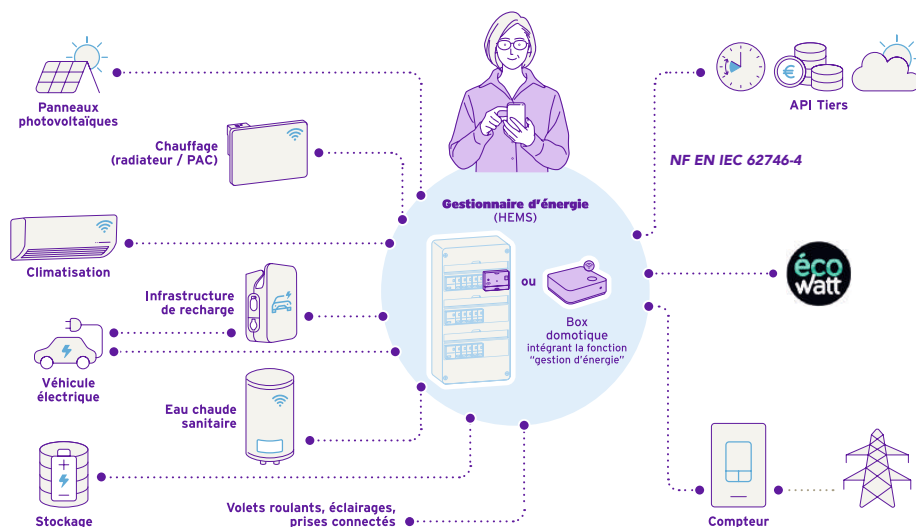 Panneaux
photovoltaïques
Chauffage
(radiateur / PAC)
Climatisation
Infrastructure
de recharge
Véhicule
électrique
Eau chaude
sanitaire
Stockage
Volets roulants, éclairages,
prises connectés
Gestionnaire d'énergie
(HEMS)
ou
Box
domotique
intégrant la fonction
"gestion d'énergie"
€
API Tiers
NF EN IEC 62746-4
éco
watt
Compteur